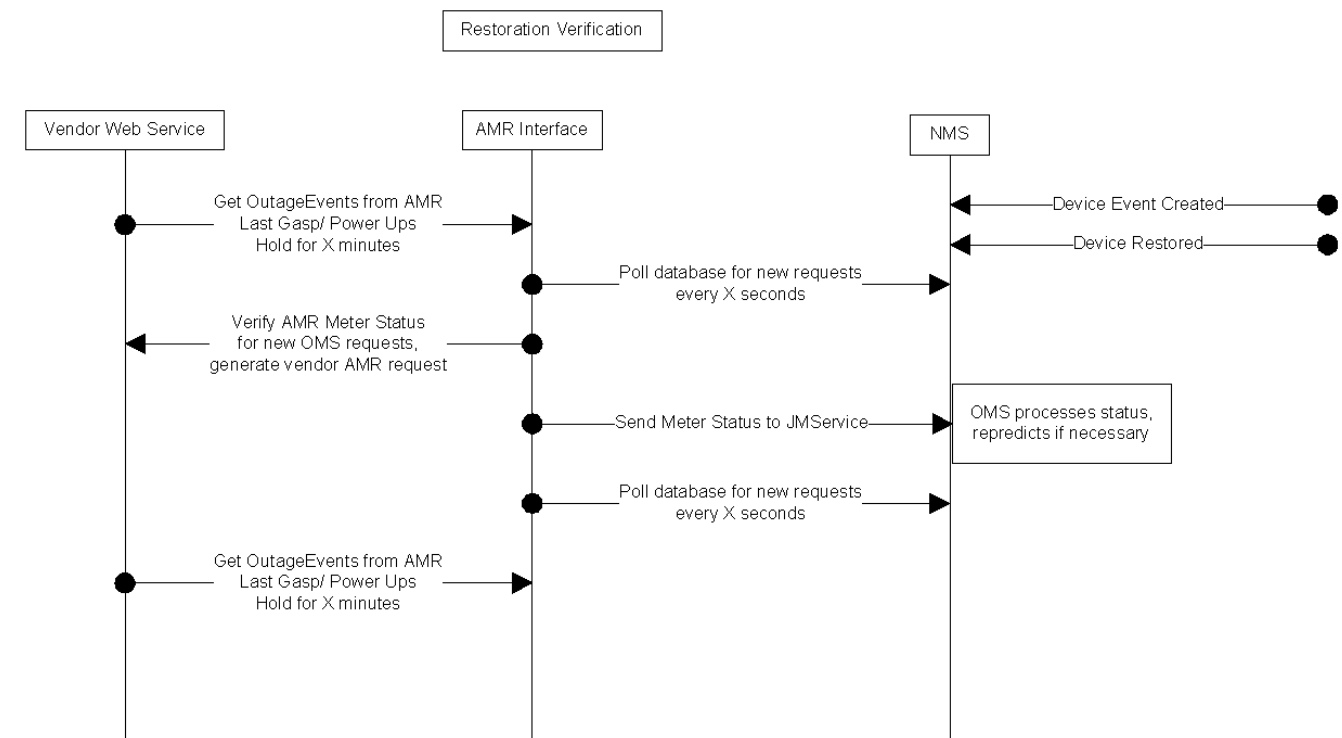 Restoration Verification
Vendor Web Service
AMR Interface
NMS
Get OutageEvents from AMR
Last Gasp/ Power Ups
Hold for X minutes
Device Event Created
Device Restored
Poll database for new requests
every X seconds
Verify AMR Meter Status
for new OMS requests,
generate vendor AMR request
Send Meter Status to JMService
OMS processes status,
repredicts if necessary
Poll database for new requests
every X seconds
Get OutageEvents from AMR
Last Gasp/ Power Ups
Hold for X minutes